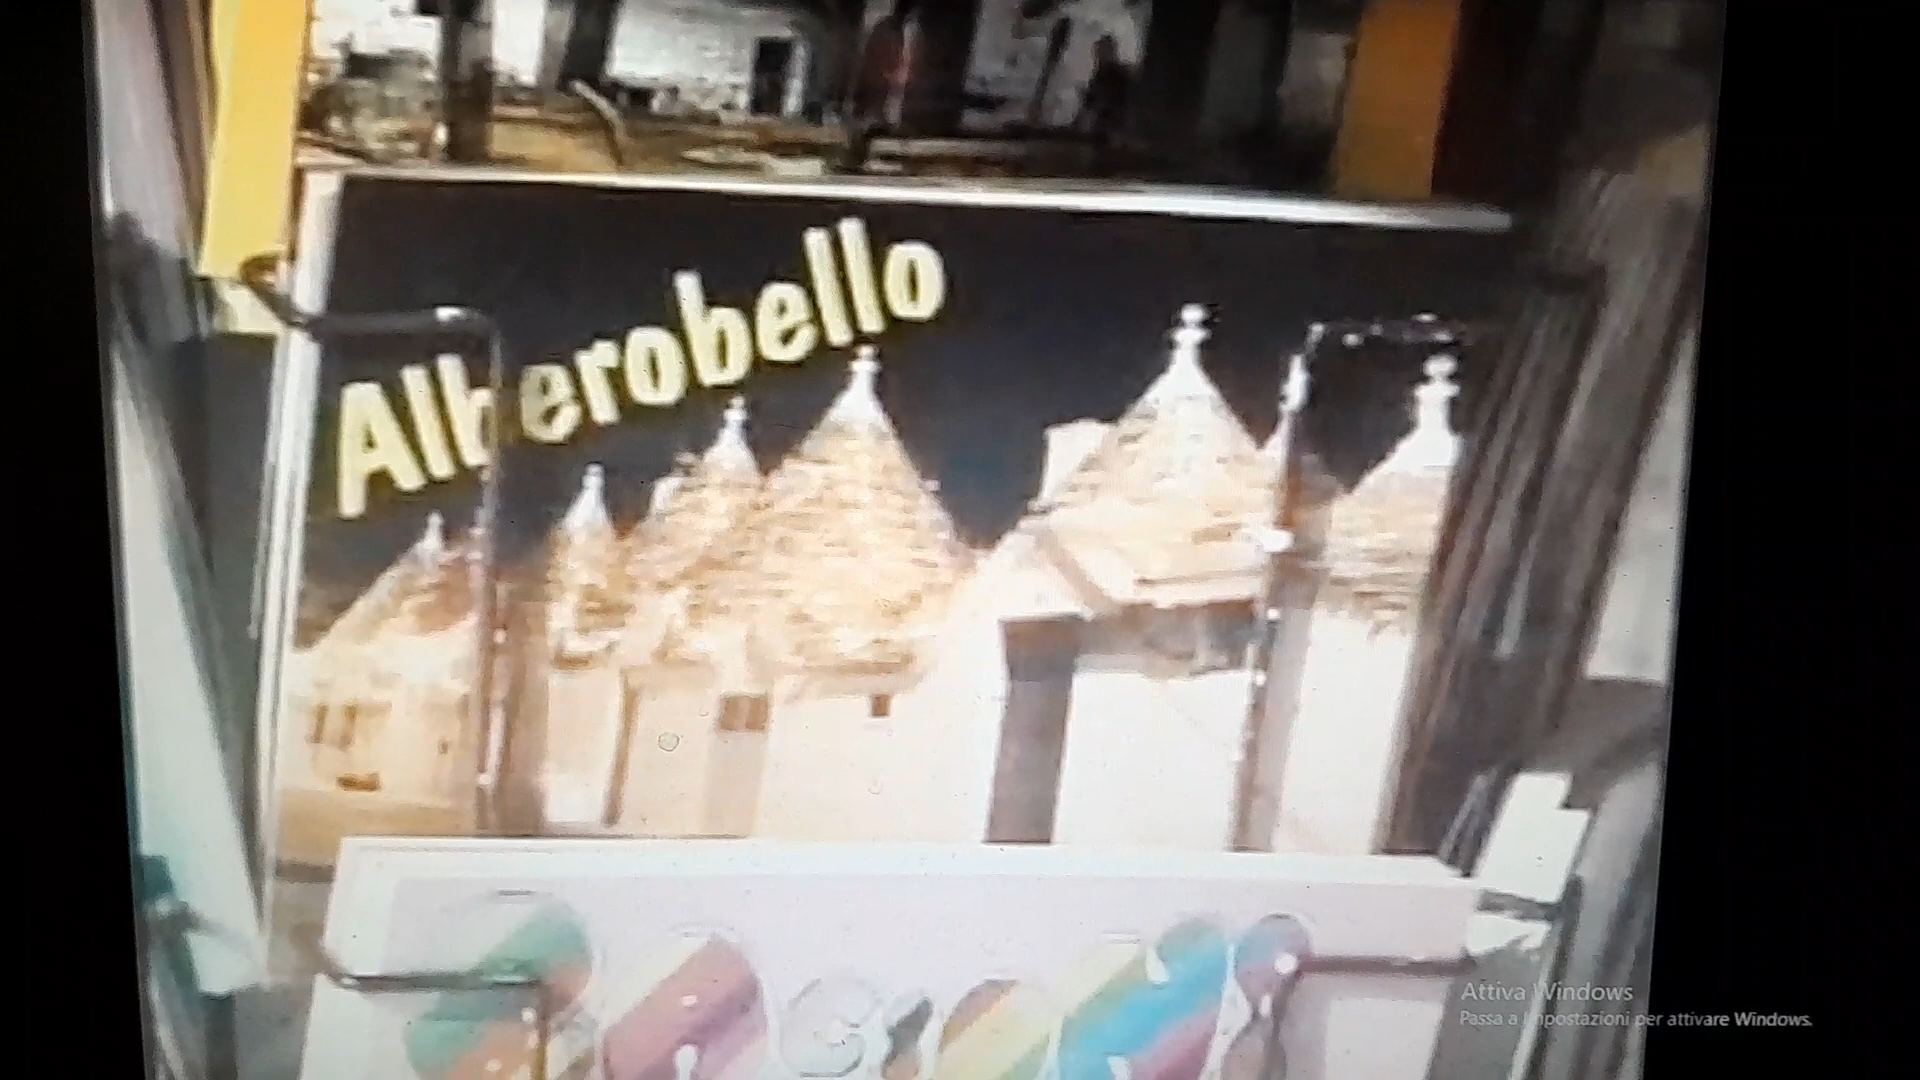 Alberobello
Attiva Windows
Passa a Impostazioni per attivare Windows.